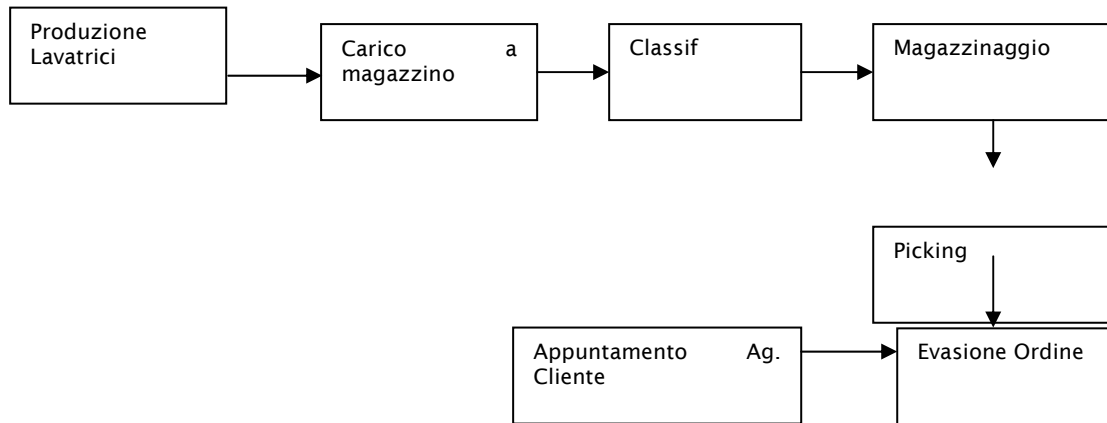 Produzione
Lavatrici
Carico a
magazzino
Classif
Magazzinaggio
Picking
Appuntamento Ag.
Cliente
Evasione Ordine